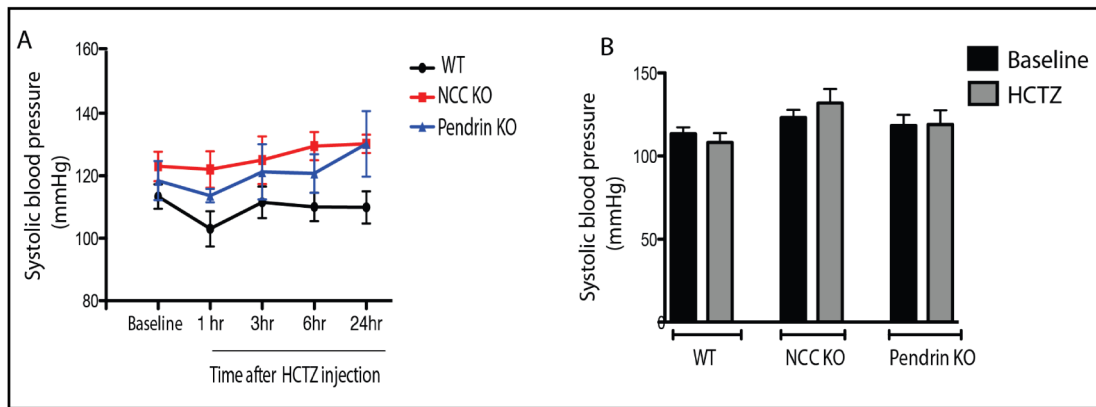 A
Systolic blood pressure
(mmHg)
160
140
120
100
80
WT
NCC KO
Pendrin KO
Baseline
1 hr
3hr
6hr
24hr
Time after HCTZ injection
B
Systolic blood pressure
(mmHg)
150
100
50
0
Baseline
HCTZ
WT
NCC KO
Pendrin KO